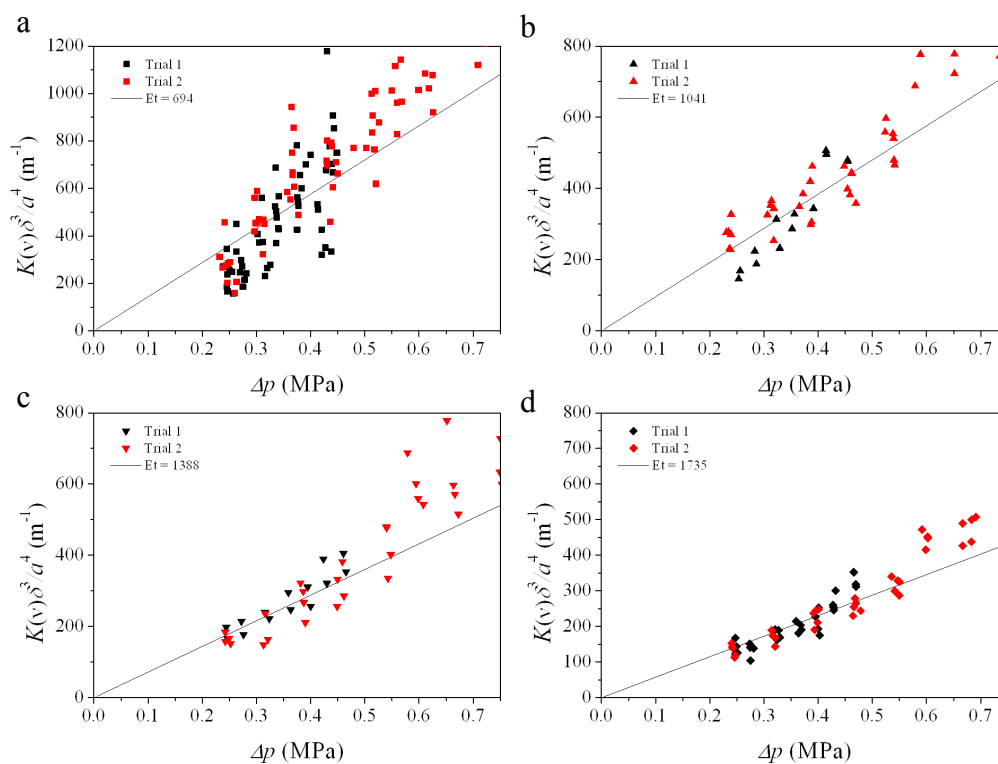 a
1200
1000
800
600
400
200
0
K(ν)δ³/a⁴ (m⁻¹)
Trial 1
Trial 2
Et = 694
0.0 0.1 0.2 0.3 0.4 0.5 0.6 0.7
Δp (MPa)
b
800
600
400
200
0
K(ν)δ³/a⁴ (m⁻¹)
Trial 1
Trial 2
Et = 1041
0.0 0.1 0.2 0.3 0.4 0.5 0.6 0.7
Δp (MPa)
c
800
600
400
200
0
K(ν)δ³/a⁴ (m⁻¹)
Trial 1
Trial 2
Et = 1388
0.0 0.1 0.2 0.3 0.4 0.5 0.6 0.7
Δp (MPa)
d
800
700
500
400
300
200
100
0
K(ν)δ³/a⁴ (m⁻¹)
Trial 1
Trial 2
Et = 1735
0.0 0.1 0.2 0.3 0.4 0.5 0.6 0.7
Δp (MPa)